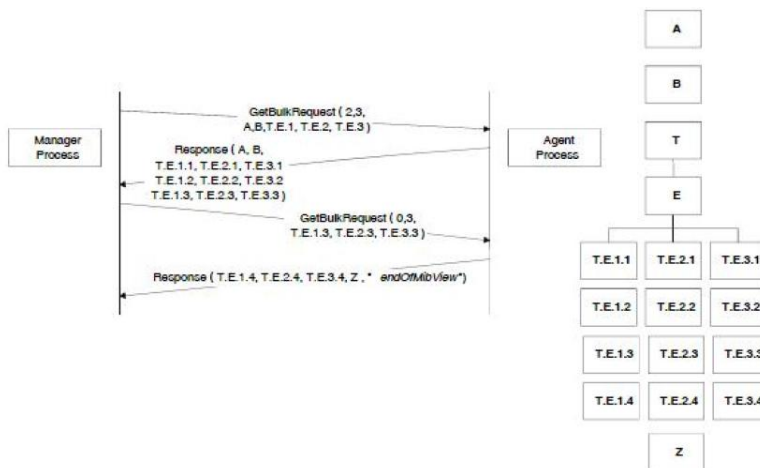 A
B
GetBulkRequest ( 2,3,
A,B,T.E.1, T.E.2, T.E.3 )
Manager
Process
Agent
Process
T
Response ( A, B,
T.E.1.1, T.E.2.1, T.E.3.1
T.E.1.2, T.E.2.2, T.E.3.2
T.E.1.3, T.E.2.3, T.E.3.3 )
E
GetBulkRequest ( 0,3,
T.E.1.3, T.E.2.3, T.E.3.3 )
T.E.1.1 T.E.2.1 T.E.3.1
Response ( T.E.1.4, T.E.2.4, T.E.3.4, Z , " endOfMibView")
T.E.1.2 T.E.2.2 T.E.3.2
T.E.1.3 T.E.2.3 T.E.3.3
T.E.1.4 T.E.2.4 T.E.3.4
Z